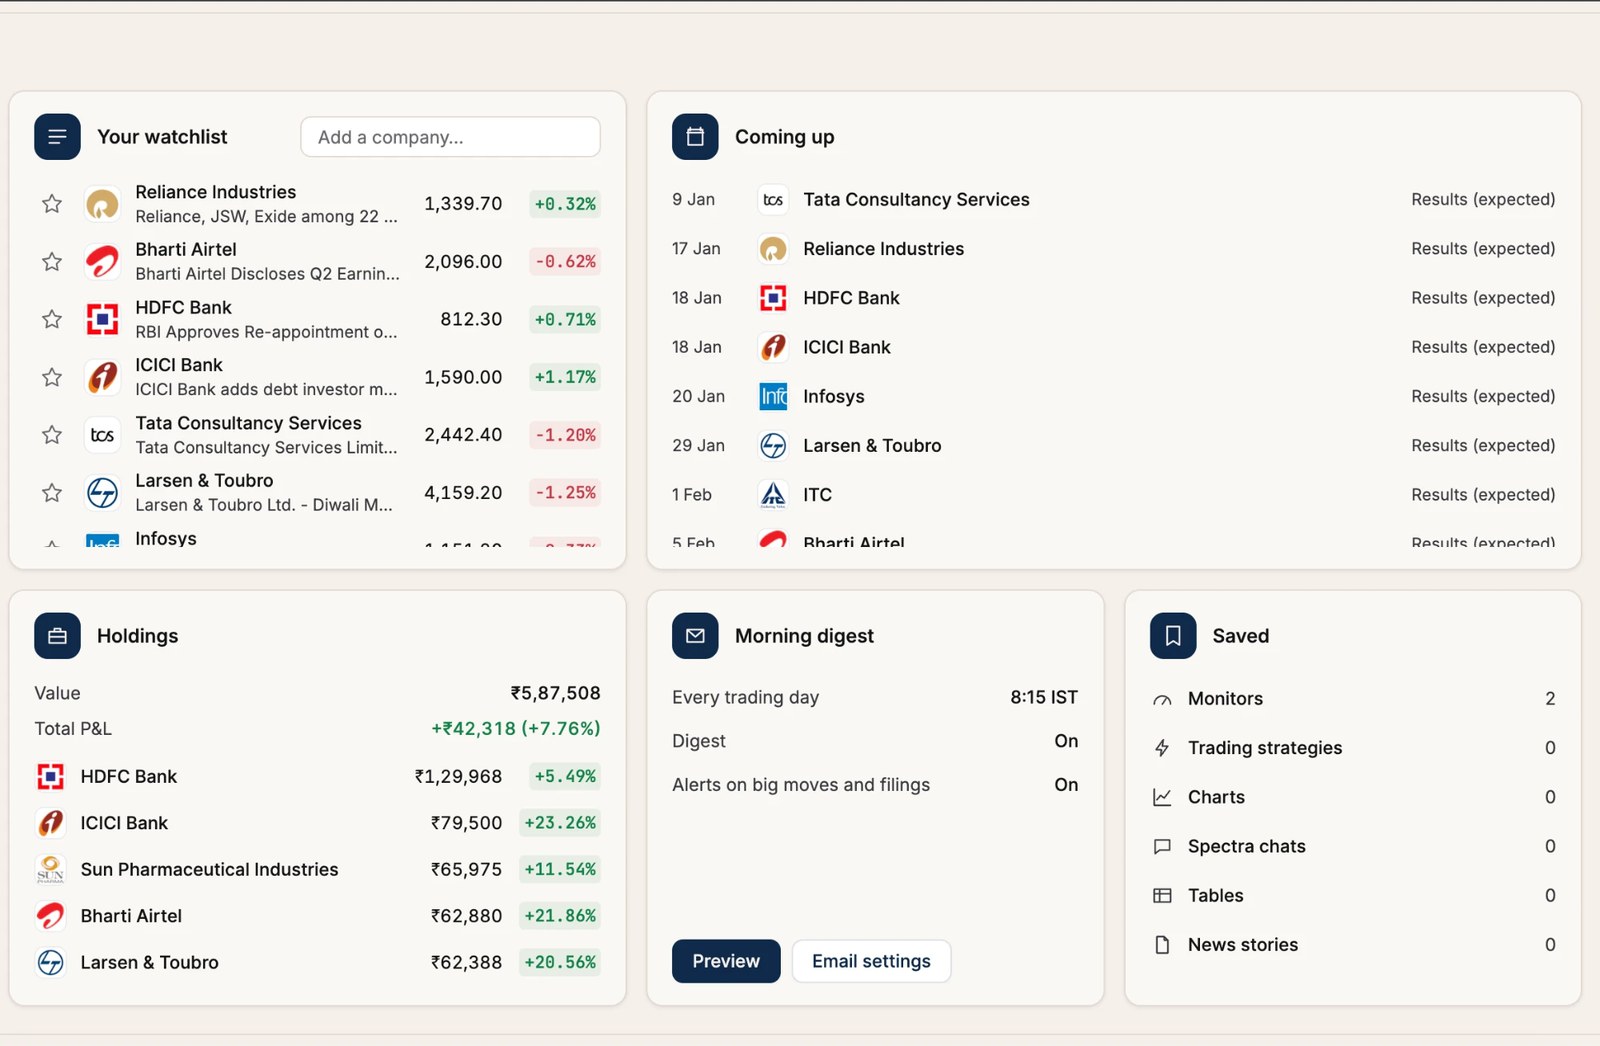 Your watchlist
Add a company...
Reliance Industries
Reliance, JSW, Exide among 22 ...
1,339.70
+0.32%
Bharti Airtel
Bharti Airtel Discloses Q2 Earnin...
2,096.00
-0.62%
HDFC Bank
RBI Approves Re-appointment o...
812.30
+0.71%
ICICI Bank
ICICI Bank adds debt investor m...
1,590.00
+1.17%
tcs
Tata Consultancy Services
Tata Consultancy Services Limit...
2,442.40
-1.20%
Larsen & Toubro
Larsen & Toubro Ltd. - Diwali M...
4,159.20
-1.25%
Infosys
Coming up
9 Jan tcs Tata Consultancy Services Results (expected)
17 Jan Reliance Industries Results (expected)
18 Jan HDFC Bank Results (expected)
18 Jan ICICI Bank Results (expected)
20 Jan Infosys Results (expected)
29 Jan Larsen & Toubro Results (expected)
1 Feb ITC Results (expected)
5 Feb Bharti Airtel Results (expected)
Holdings
Value ₹5,87,508
Total P&L +₹42,318 (+7.76%)
HDFC Bank ₹1,29,968 +5.49%
ICICI Bank ₹79,500 +23.26%
SUN Sun Pharmaceutical Industries ₹65,975 +11.54%
Bharti Airtel ₹62,880 +21.86%
Larsen & Toubro ₹62,388 +20.56%
Morning digest
Every trading day 8:15 IST
Digest On
Alerts on big moves and filings On
Preview
Email settings
Saved
Monitors 2
Trading strategies 0
Charts 0
Spectra chats 0
Tables 0
News stories 0